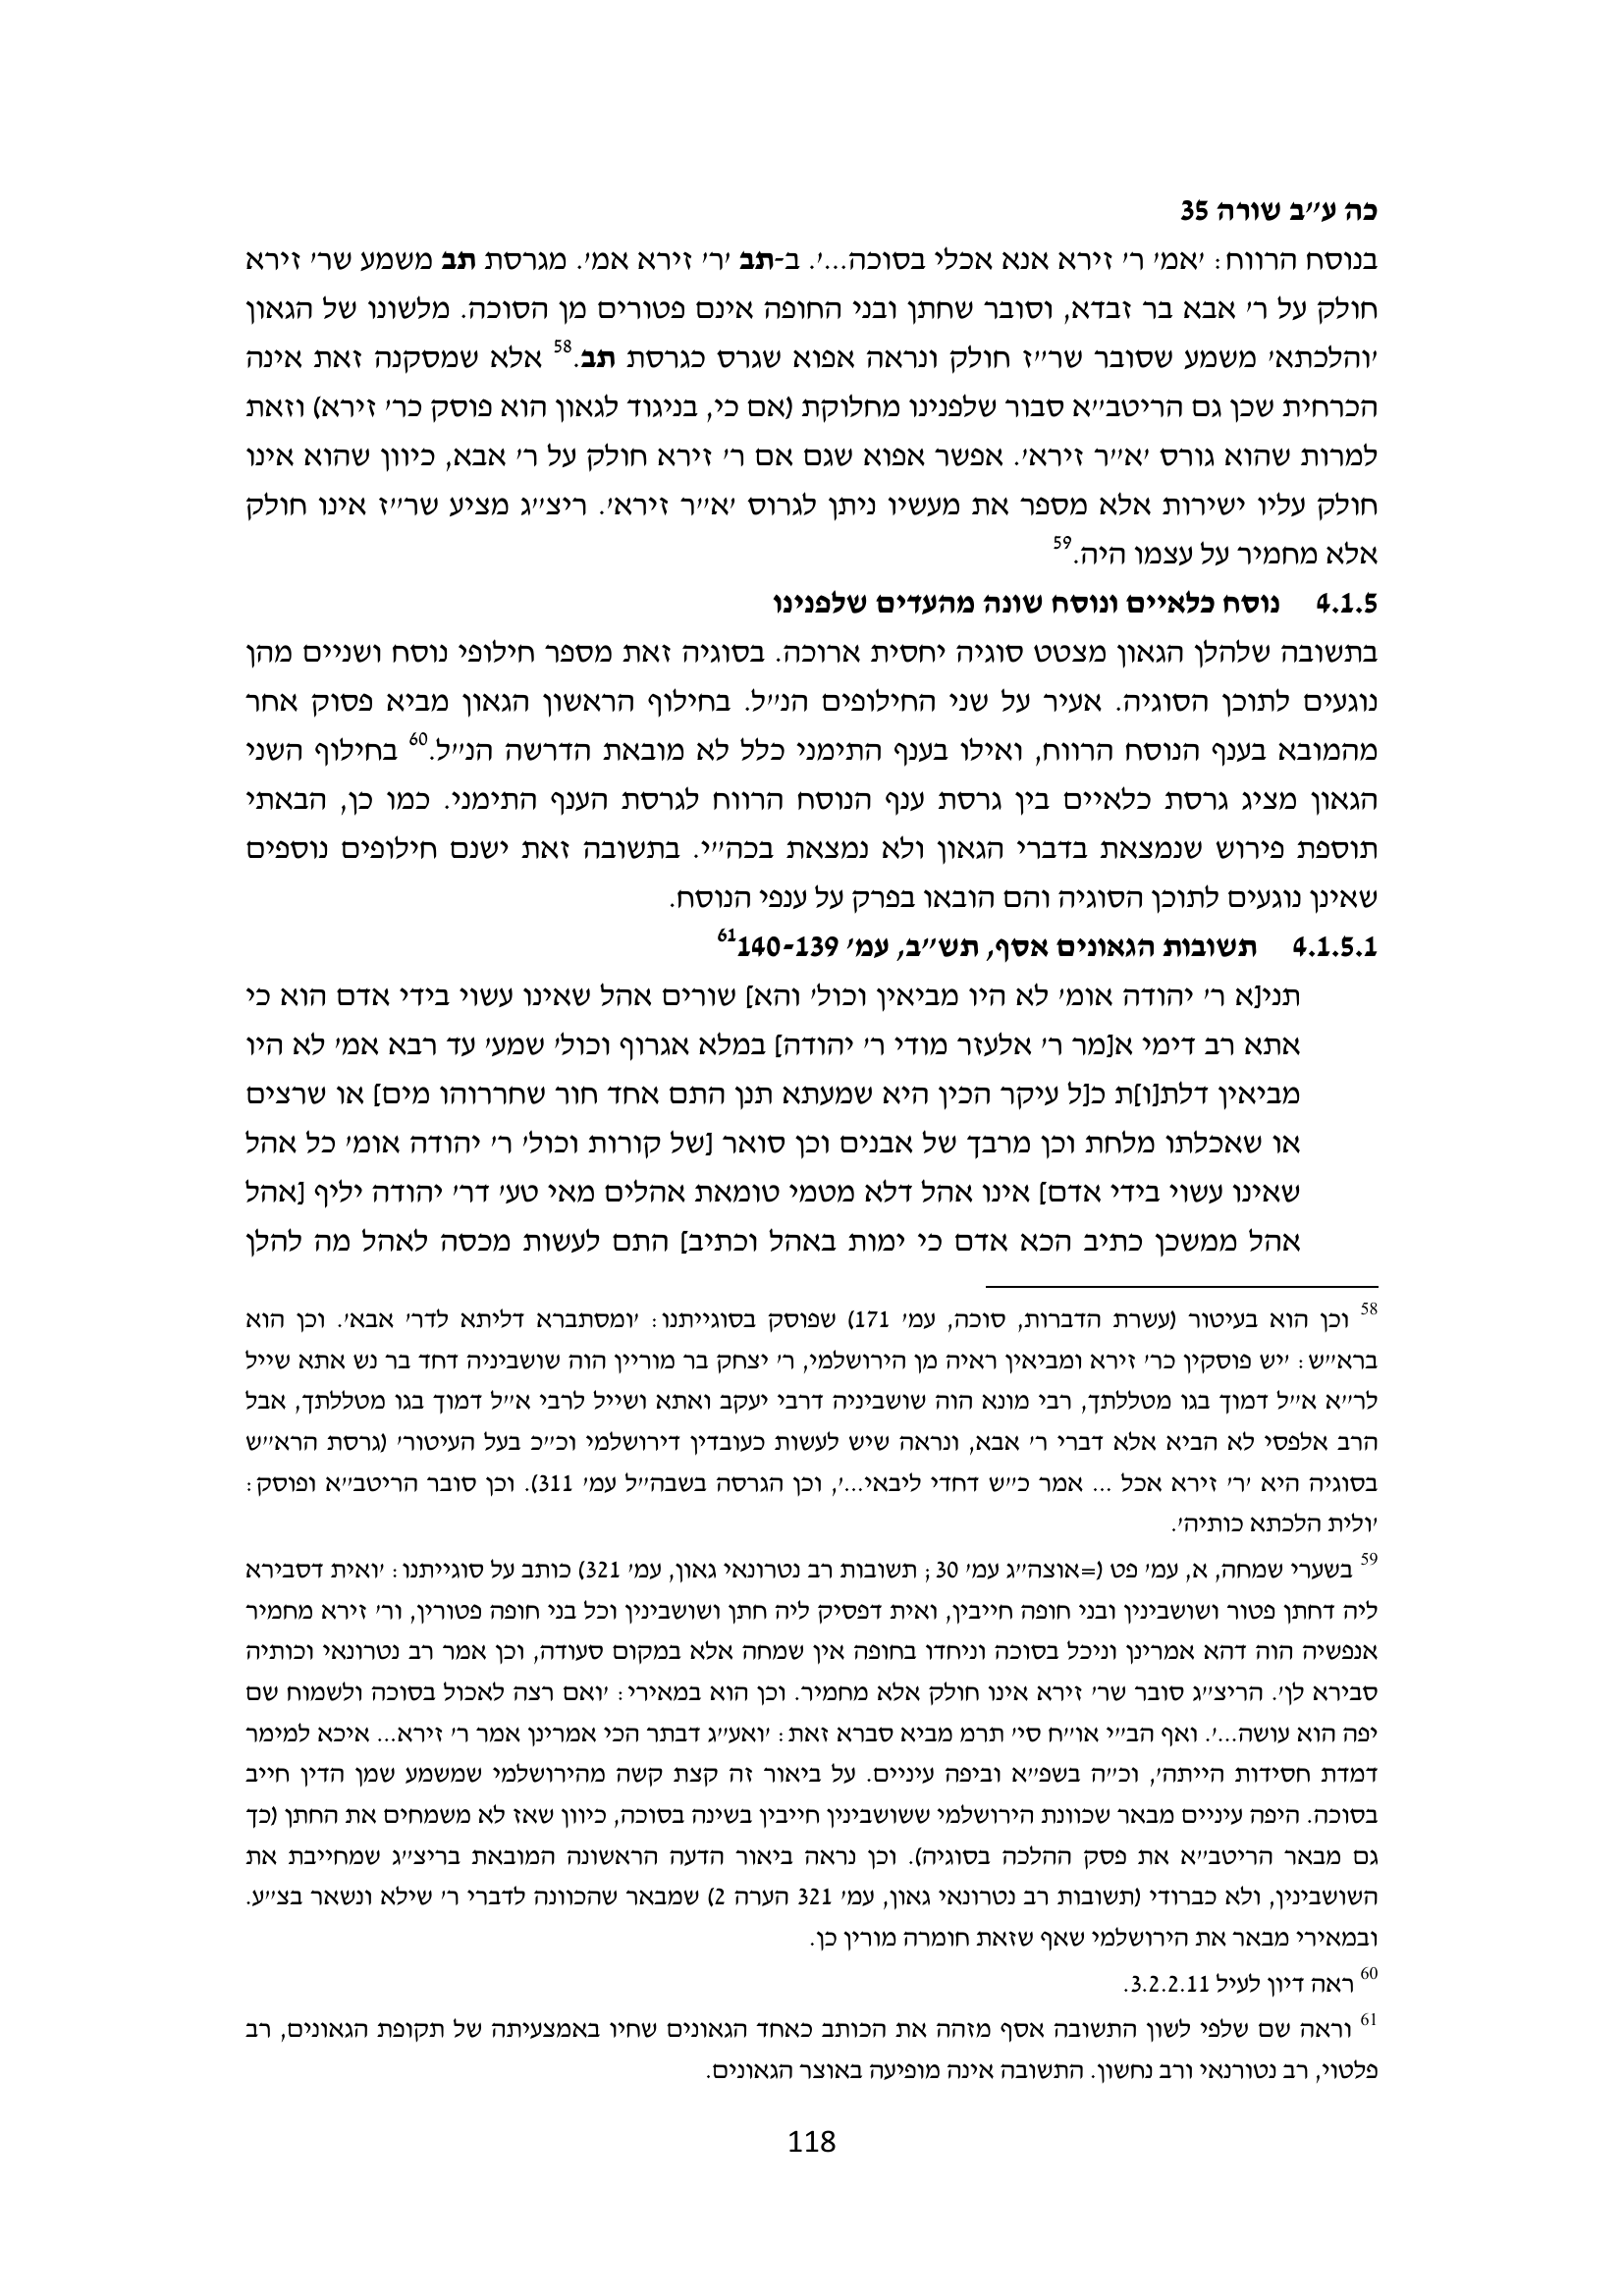 כה ע״ב שורה 35
בנוסח הרווח: ׳אמ׳ ר׳ זירא אנא אכלי בסוכה...׳. ב-תב ׳ר׳ זירא אמ׳. מגרסת תב משמע שר׳ זירא
חולק על ר׳ אבא בר זבדא, וסובר שחתן ובני החופה אינם פטורים מן הסוכה. מלשונו של הגאון
׳והלכתא׳ משמע שסובר שר״ז חולק ונראה אפוא שגרס כגרסת תב.58 אלא שמסקנה זאת אינה
הכרחית שכן גם הריטב״א סבור שלפנינו מחלוקת (אם כי, בניגוד לגאון הוא פוסק כר׳ זירא) וזאת
למרות שהוא גורס ׳א״ר זירא׳. אפשר אפוא שגם אם ר׳ זירא חולק על ר׳ אבא, כיוון שהוא אינו
חולק עליו ישירות אלא מספר את מעשיו ניתן לגרוס ׳א״ר זירא׳. ריצ״ג מציע שר״ז אינו חולק
אלא מחמיר על עצמו היה.59
4.1.5 נוסח כלאיים ונוסח שונה מהעדים שלפנינו
בתשובה שלהלן הגאון מצטט סוגיה יחסית ארוכה. בסוגיה זאת מספר חילופי נוסח ושניים מהן
נוגעים לתוכן הסוגיה. אעיר על שני החילופים הנ״ל. בחילוף הראשון הגאון מביא פסוק אחר
מהמובא בענף הנוסח הרווח, ואילו בענף התימני כלל לא מובאת הדרשה הנ״ל.60 בחילוף השני
הגאון מציג גרסת כלאיים בין גרסת ענף הנוסח הרווח לגרסת הענף התימני. כמו כן, הבאתי
תוספת פירוש שנמצאת בדברי הגאון ולא נמצאת בכה״י. בתשובה זאת ישנם חילופים נוספים
שאינן נוגעים לתוכן הסוגיה והם הובאו בפרק על ענפי הנוסח.
4.1.5.1 תשובות הגאונים אסף, תש״ב, עמ׳ 140-139 61
תני[א ר׳ יהודה אומ׳ לא היו מביאין וכול׳ והא] שורים אהל שאינו עשוי בידי אדם הוא כי
אתא רב דימי א[מר ר׳ אלעזר מודי ר׳ יהודה] במלא אגרוף וכול׳ שמע׳ עד רבא אמ׳ לא היו
מביאין דלת[ו]ת כ[ל עיקר הכין היא שמעתא תנן התם אחד חור שחררוהו מים] או שרצים
או שאכלתו מלחת וכן מרבך של אבנים וכן סואר [של קורות וכול׳ ר׳ יהודה אומ׳ כל אהל
שאינו עשוי בידי אדם] אינו אהל דלא מטמי טומאת אהלים מאי טע׳ דר׳ יהודה יליף [אהל
אהל ממשכן כתיב הכא אדם כי ימות באהל וכתיב] התם לעשות מכסה לאהל מה להלן
58 וכן הוא בעיטור (עשרת הדברות, סוכה, עמ׳ 171) שפוסק בסוגייתנו: ׳ומסתברא דליתא לדר׳ אבא׳. וכן הוא
ברא״ש: ׳יש פוסקין כר׳ זירא ומביאין ראיה מן הירושלמי, ר׳ יצחק בר מוריין הוה שושביניה דחד בר נש אתא שייל
לר״א א״ל דמוך בגו מטללתך, רבי מונא הוה שושביניה דרבי יעקב ואתא ושייל לרבי א״ל דמוך בגו מטללתך, אבל
הרב אלפסי לא הביא אלא דברי ר׳ אבא, ונראה שיש לעשות כעובדין דירושלמי וכ״כ בעל העיטור׳ (גרסת הרא״ש
בסוגיה היא ׳ר׳ זירא אכל ... אמר כ״ש דחדי ליבאי...׳, וכן הגרסה בשבה״ל עמ׳ 311). וכן סובר הריטב״א ופוסק:
׳ולית הלכתא כותיה׳.
59 בשערי שמחה, א, עמ׳ פט (=אוצה״ג עמ׳ 30; תשובות רב נטרונאי גאון, עמ׳ 321) כותב על סוגייתנו: ׳ואית דסבירא
ליה דחתן פטור ושושבינין ובני חופה חייבין, ואית דפסיק ליה חתן ושושבינין וכל בני חופה פטורין, ור׳ זירא מחמיר
אנפשיה הוה דהא אמרינן וניכל בסוכה וניחדו בחופה אין שמחה אלא במקום סעודה, וכן אמר רב נטרונאי וכותיה
סבירא לן׳. הריצ״ג סובר שר׳ זירא אינו חולק אלא מחמיר. וכן הוא במאירי: ׳ואם רצה לאכול בסוכה ולשמוח שם
יפה הוא עושה...׳. ואף הב״י או״ח סי׳ תרמ מביא סברא זאת: ׳ואע״ג דבתר הכי אמרינן אמר ר׳ זירא... איכא למימר
דמדת חסידות הייתה׳, וכ״ה בשפ״א וביפה עיניים. על ביאור זה קצת קשה מהירושלמי שמשמע שמן הדין חייב
בסוכה. היפה עיניים מבאר שכוונת הירושלמי ששושבינין חייבין בשינה בסוכה, כיוון שאז לא משמחים את החתן (כך
גם מבאר הריטב״א את פסק ההלכה בסוגיה). וכן נראה ביאור הדעה הראשונה המובאת בריצ״ג שמחייבת את
השושבינין, ולא כברודי (תשובות רב נטרונאי גאון, עמ׳ 321 הערה 2) שמבאר שהכוונה לדברי ר׳ שילא ונשאר בצ״ע.
ובמאירי מבאר את הירושלמי שאף שזאת חומרה מורין כן.
60 ראה דיון לעיל 3.2.2.11.
61 וראה שם שלפי לשון התשובה אסף מזהה את הכותב כאחד הגאונים שחיו באמצעיתה של תקופת הגאונים, רב
פלטוי, רב נטורנאי ורב נחשון. התשובה אינה מופיעה באוצר הגאונים.
118